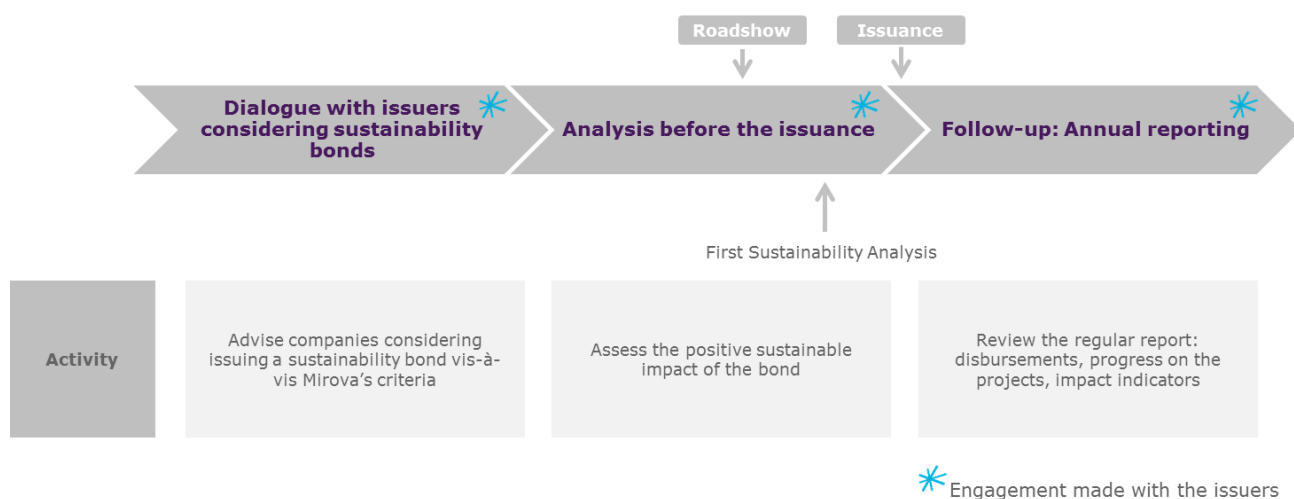 Roadshow
Issuance
Dialogue with issuers
considering sustainability
bonds
Analysis before the issuance
Follow-up: Annual reporting
First Sustainability Analysis
Activity
Advise companies considering
issuing a sustainability bond vis-à-
vis Mirova’s criteria
Assess the positive sustainable
impact of the bond
Review the regular report:
disbursements, progress on the
projects, impact indicators
Engagement made with the issuers